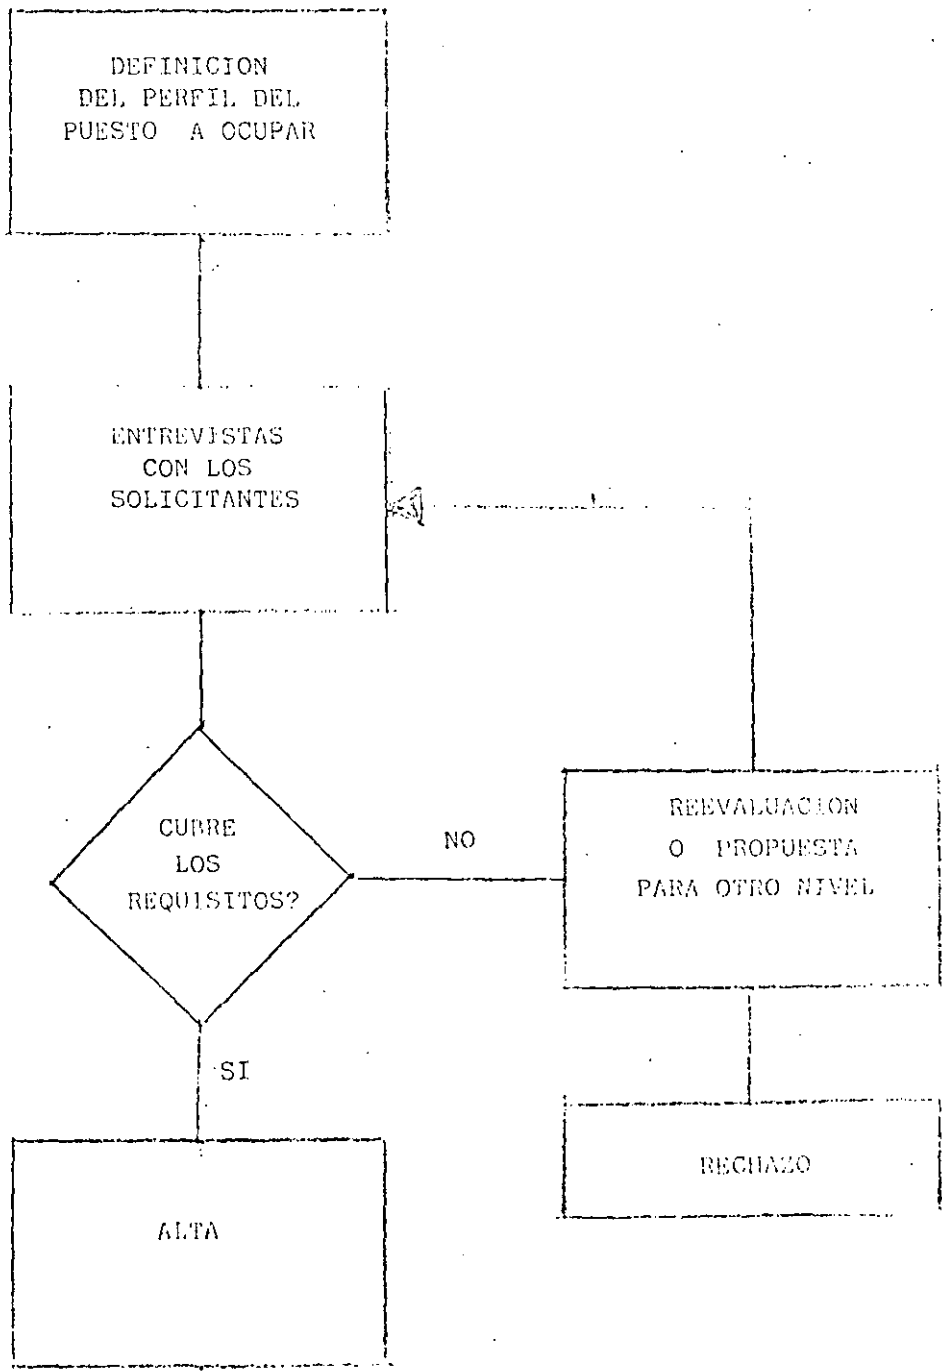 DEFINICION
DEL PERFIL DEL
PUESTO A OCUPAR
ENTREVISTAS
CON LOS
SOLICITANTES
CUBRE
LOS
REQUISITOS?
NO
REEVALUACION
O PROPUESTA
PARA OTRO NIVEL
SI
RECHAZO
ALTA